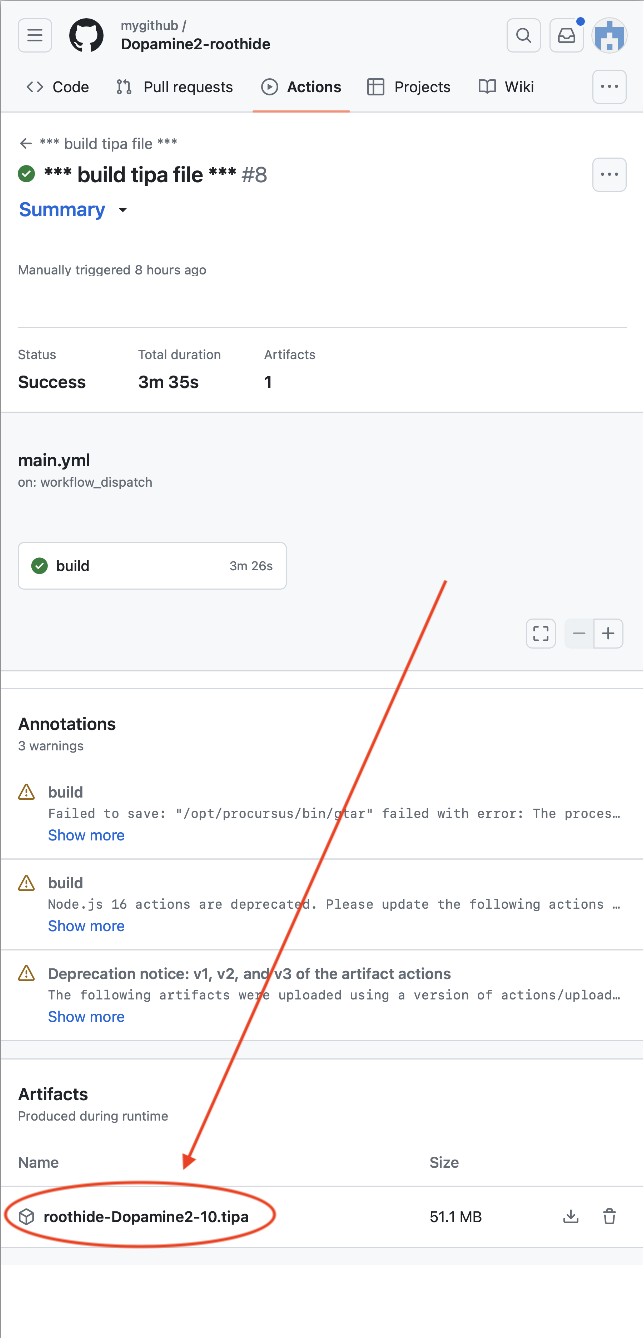 mygithub /
Dopamine2-roothide
Code Pull requests Actions Projects Wiki
← *** build tipa file ***
*** build tipa file *** #8
Summary
Manually triggered 8 hours ago
Status Total duration Artifacts
Success 3m 35s 1
main.yml
on: workflow_dispatch
build 3m 26s
Annotations
3 warnings
build
Failed to save: "/opt/procursus/bin/gtar" failed with error: The proces…
Show more
build
Node.js 16 actions are deprecated. Please update the following actions …
Show more
Deprecation notice: v1, v2, and v3 of the artifact actions
The following artifacts were uploaded using a version of actions/upload…
Show more
Artifacts
Produced during runtime
Name Size
roothide-Dopamine2-10.tipa 51.1 MB